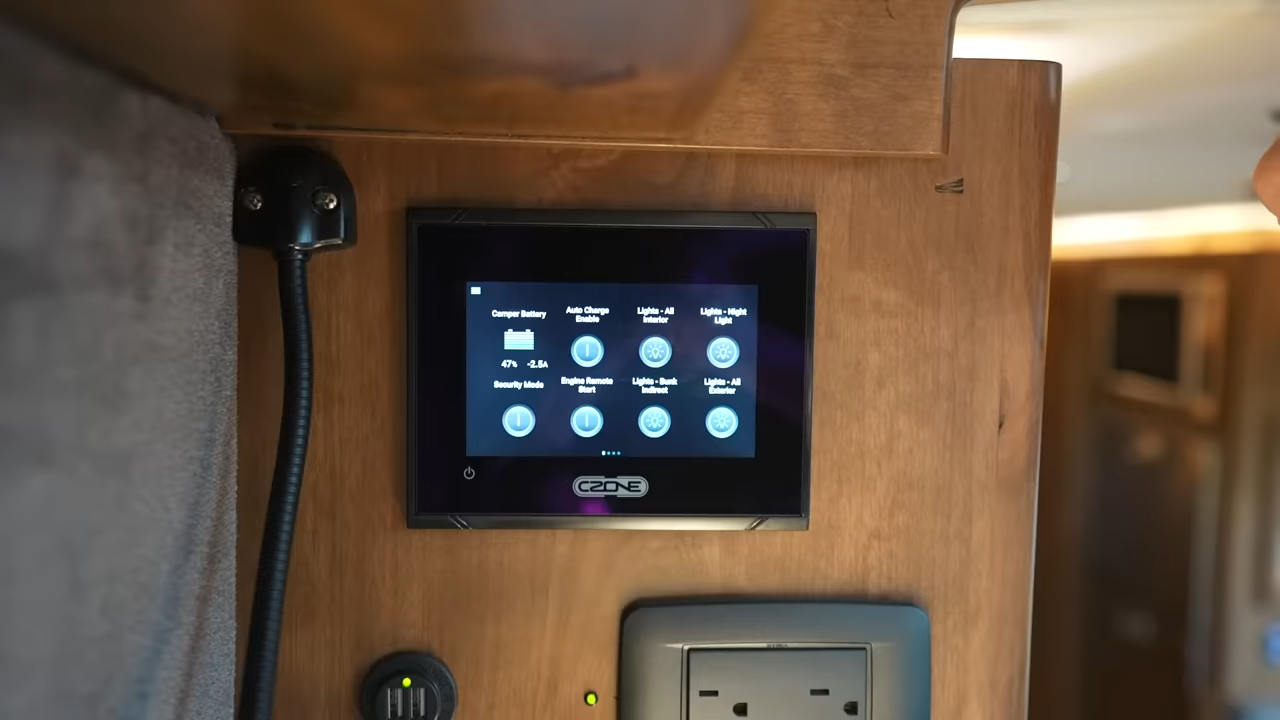 Camper Battery
47% -2.5A
Auto Charge
Enable
Lights - All
Interior
Lights - Night
Light
Security Mode
Engine Remote
Start
Lights - Bunk
Indirect
Lights - All
Exterior
CZONE